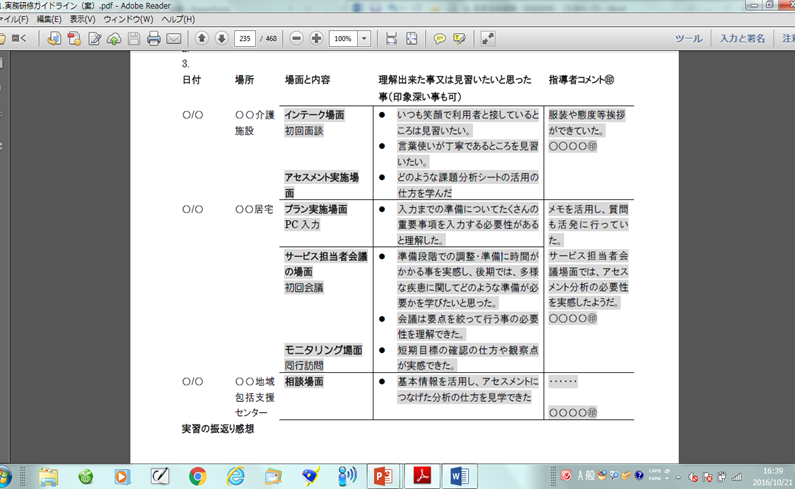 .実務研修ガイドライン（案）.pdf - Adobe Reader
ァイル(F) 編集(E) 表示(V) ウィンドウ(W) ヘルプ(H)
開く 235 / 468 100% ツール 入力と署名 注釈
3.
日付 場所 場面と内容 理解出来た事又は見習いたいと思った 指導者コメント㊞
事（印象深い事も可）
〇/〇 〇〇介護 インテーク場面 ● いつも笑顔で利用者と接していると 服装や態度等挨拶
施設 初回面談 ころは見習いたい。 ができていた。
● 言葉使いが丁寧であるところを見習 〇〇〇〇㊞
いたい。
アセスメント実施場 ● どのような課題分析シートの活用の
面 仕方を学んだ
〇/〇 〇〇居宅 プラン実施場面 ● 入力までの準備についてたくさんの メモを活用し、質問
PC 入力 重要事項を入力する必要性がある も活発に行ってい
と理解した。 た。
サービス担当者会議 ● 準備段階での調整・準備に時間が サービス担当者会
の場面 かかる事を実感し、後期では、多様 議場面では、アセス
初回会議 な疾患に関してどのような準備が必 メント分析の必要性
要かを学びたいと思った。 を実感したようだ。
● 会議は要点を絞って行う事の必要 〇〇〇〇㊞
性を理解できた。
モニタリング場面 ● 短期目標の確認の仕方や観察点
同行訪問 が実感できた。
〇/〇 〇〇地域 相談場面 ● 基本情報を活用し、アセスメントに ‥‥‥
包括支援 つなげた分析の仕方を見学できた
センター 〇〇〇〇㊞
実習の振返り感想
A 般 CAPS KANA 16:39
2016/10/21